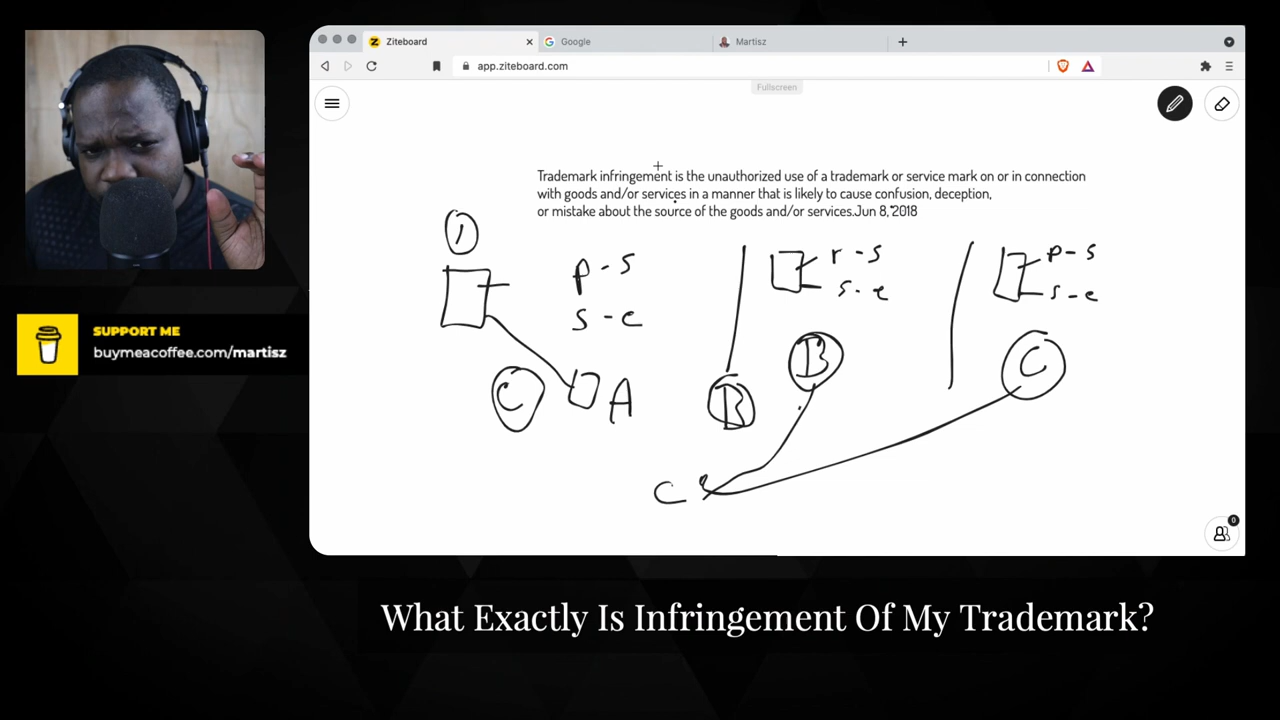 Ziteboard
Google
Martisz
app.ziteboard.com
Fullscreen
Trademark infringement is the unauthorized use of a trademark or service mark on or in connection
with goods and/or services in a manner that is likely to cause confusion, deception,
or mistake about the source of the goods and/or services.Jun 8, 2018
1
p - s
s - e
r - s
s - e
p - s
s - e
C
A
B
B
C
C
SUPPORT ME
buymeacoffee.com/martisz
0
What Exactly Is Infringement Of My Trademark?